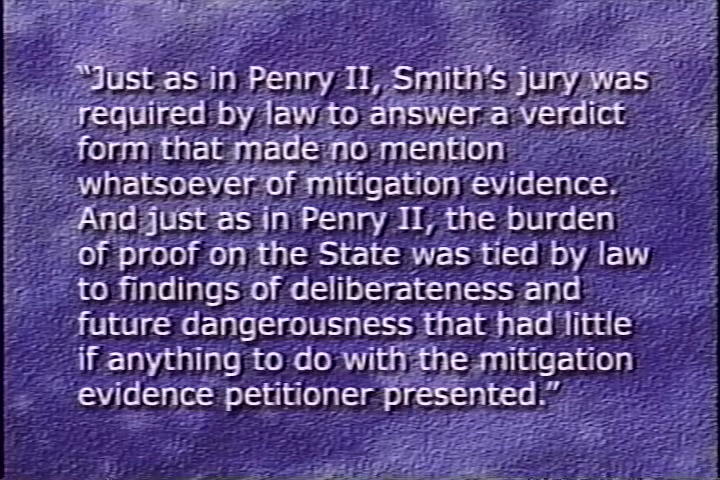 “Just as in Penry II, Smith’s jury was
required by law to answer a verdict
form that made no mention
whatsoever of mitigation evidence.
And just as in Penry II, the burden
of proof on the State was tied by law
to findings of deliberateness and
future dangerousness that had little
if anything to do with the mitigation
evidence petitioner presented.”